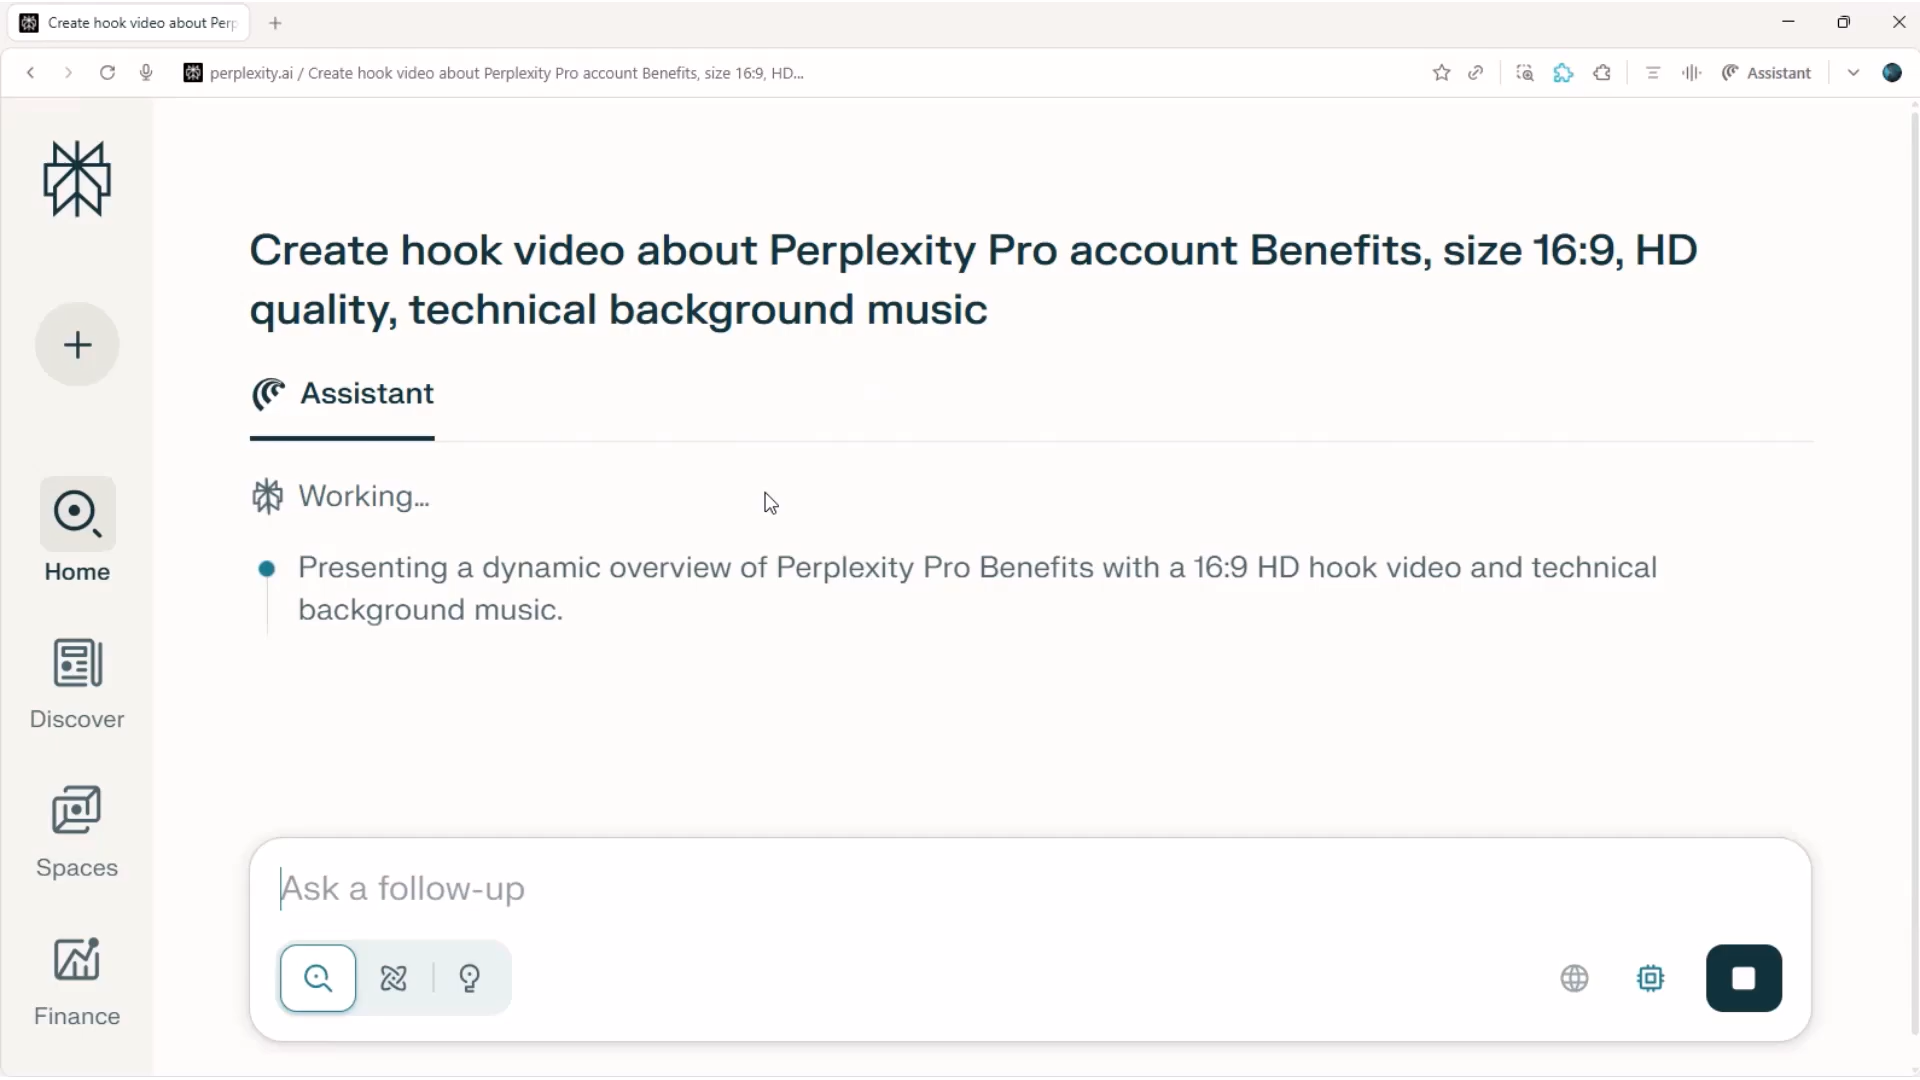 Create hook video about Perp
perplexity.ai / Create hook video about Perplexity Pro account Benefits, size 16:9, HD...
Assistant
Create hook video about Perplexity Pro account Benefits, size 16:9, HD
quality, technical background music
Assistant
Working...
Presenting a dynamic overview of Perplexity Pro Benefits with a 16:9 HD hook video and technical
background music.
Home
Discover
Spaces
Finance
Ask a follow-up